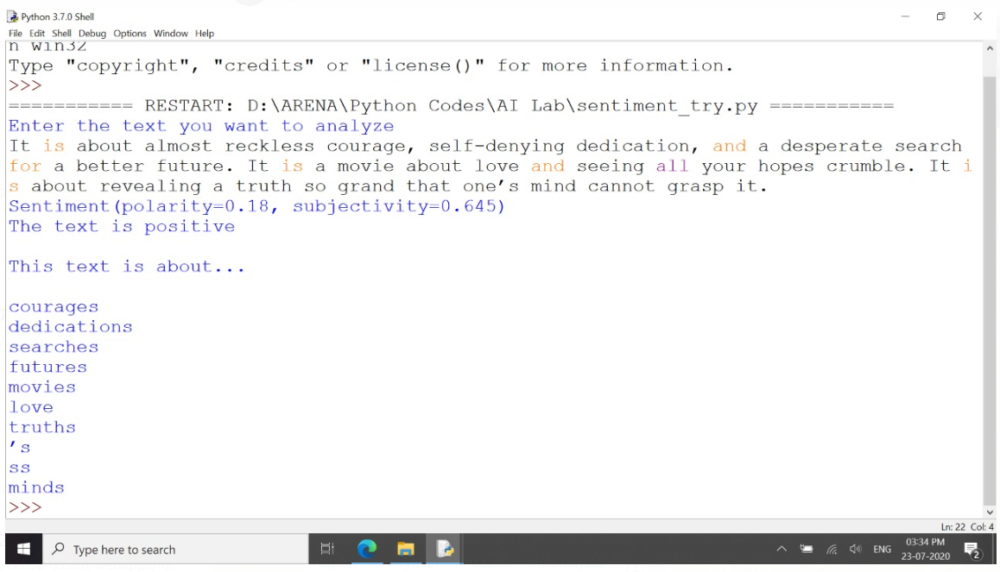 Python 3.7.0 Shell
File Edit Shell Debug Options Window Help
n win32
Type "copyright", "credits" or "license()" for more information.
>>>
=========== RESTART: D:\ARENA\Python Codes\AI Lab\sentiment_try.py ===========
Enter the text you want to analyze
It is about almost reckless courage, self-denying dedication, and a desperate search
for a better future. It is a movie about love and seeing all your hopes crumble. It i
s about revealing a truth so grand that one’s mind cannot grasp it.
Sentiment(polarity=0.18, subjectivity=0.645)
The text is positive
This text is about...
courages
dedications
searches
futures
movies
love
truths
’s
ss
minds
>>>
Ln: 22 Col: 4
Type here to search
ENG
03:34 PM
23-07-2020
2